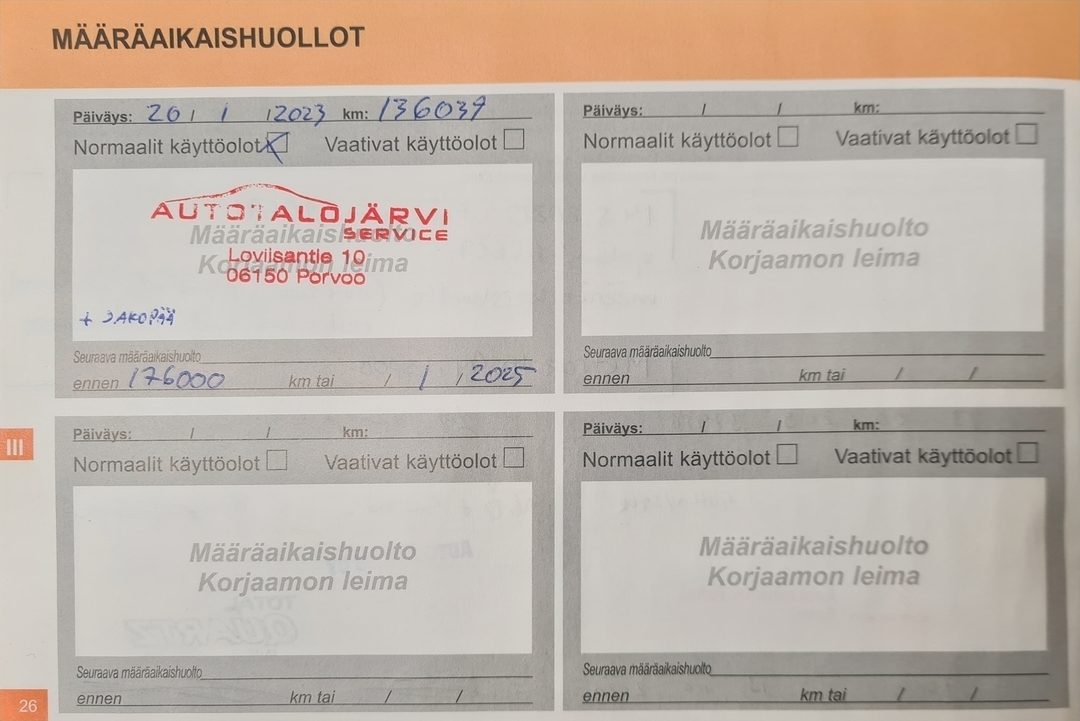 MÄÄRÄAIKAISHUOLLOT
Päiväys: 20 / 1 / 2023 km: 136039
Normaalit käyttöolot Vaativat käyttöolot
AUTOTALOJÄRVI
SERVICE
Määräaikaishuolto
Korjaamon leima
Loviisantie 10
06150 Porvoo
+ JAKOPÄÄ
Seuraava määräaikaishuolto
ennen 176000 km tai / 1 / 2025
Päiväys: / / km:
Normaalit käyttöolot Vaativat käyttöolot
Määräaikaishuolto
Korjaamon leima
Seuraava määräaikaishuolto
ennen km tai / /
III
Päiväys: / / km:
Normaalit käyttöolot Vaativat käyttöolot
Määräaikaishuolto
Korjaamon leima
Seuraava määräaikaishuolto
ennen km tai / /
Päiväys: / / km:
Normaalit käyttöolot Vaativat käyttöolot
Määräaikaishuolto
Korjaamon leima
Seuraava määräaikaishuolto
ennen km tai / /
26